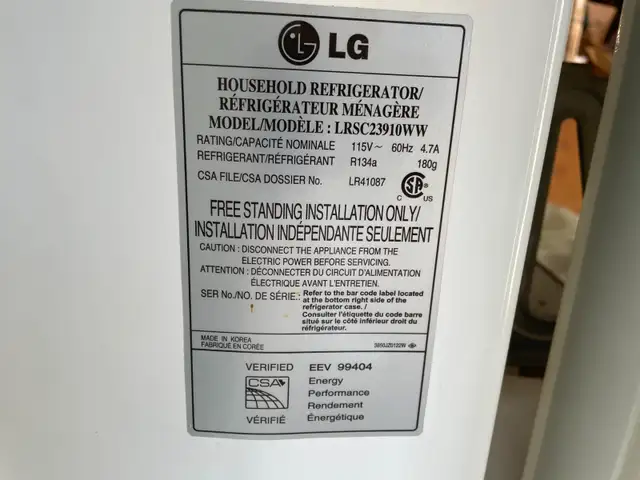 LG
HOUSEHOLD REFRIGERATOR/
RÉFRIGÉRATEUR MÉNAGÈRE
MODEL/MODÈLE : LRSC23910WW
RATING/CAPACITÉ NOMINALE 115V~ 60Hz 4.7A
REFRIGERANT/RÉFRIGÉRANT R134a 180g
CSA FILE/CSA DOSSIER No. LR41087
C US
FREE STANDING INSTALLATION ONLY/
INSTALLATION INDÉPENDANTE SEULEMENT
CAUTION : DISCONNECT THE APPLIANCE FROM THE
ELECTRIC POWER BEFORE SERVICING.
ATTENTION : DÉCONNECTER DU CIRCUIT D'ALIMENTATION
ÉLECTRIQUE AVANT L'ENTRETIEN.
SER No./NO. DE SÉRIE : Refer to the bar code label located
at the bottom right side of the
refrigerator case. /
Consulter l'étiquette du code barre
situé sur le côté inférieur droit du
réfrigérateur.
MADE IN KOREA
FABRIQUE EN CORÉE
VERIFIED EEV 99404
CSA Energy
Performance
Rendement
VÉRIFIÉ Énergétique